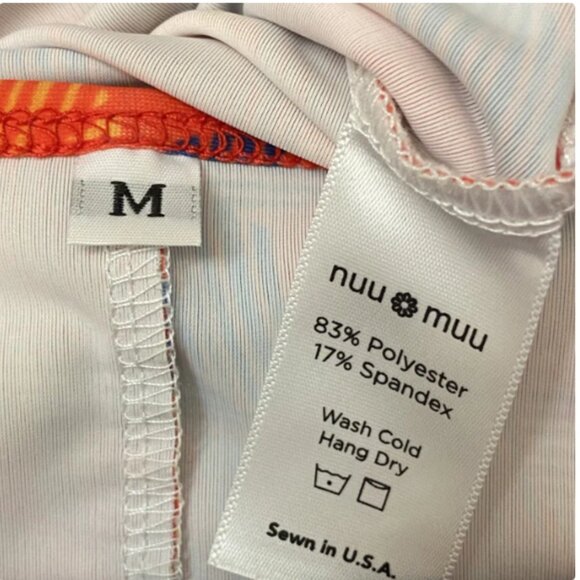 M
nuu muu
83% Polyester
17% Spandex
Wash Cold
Hang Dry
Sewn in U.S.A.